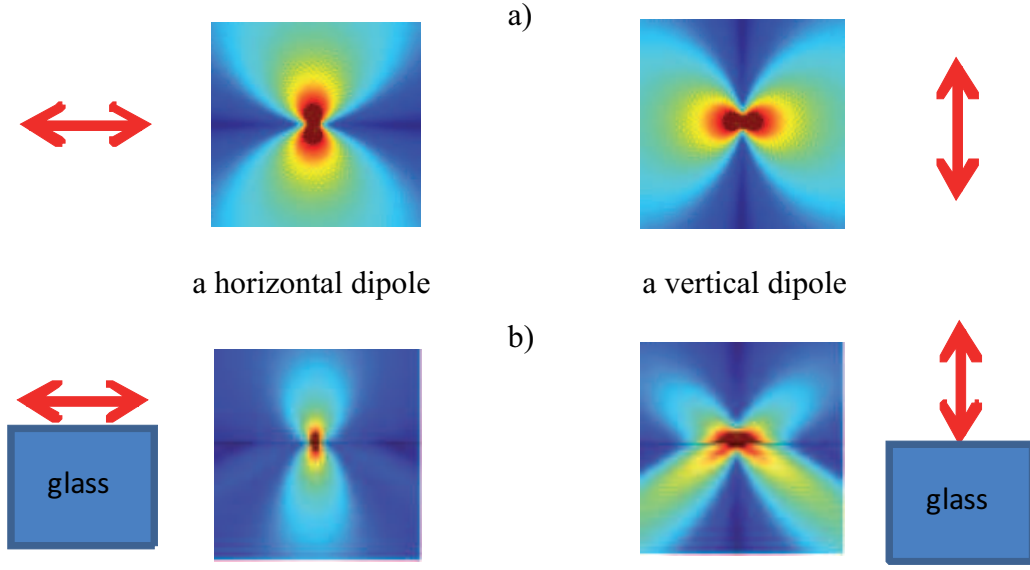 a)
a horizontal dipole
a vertical dipole
b)
glass
glass